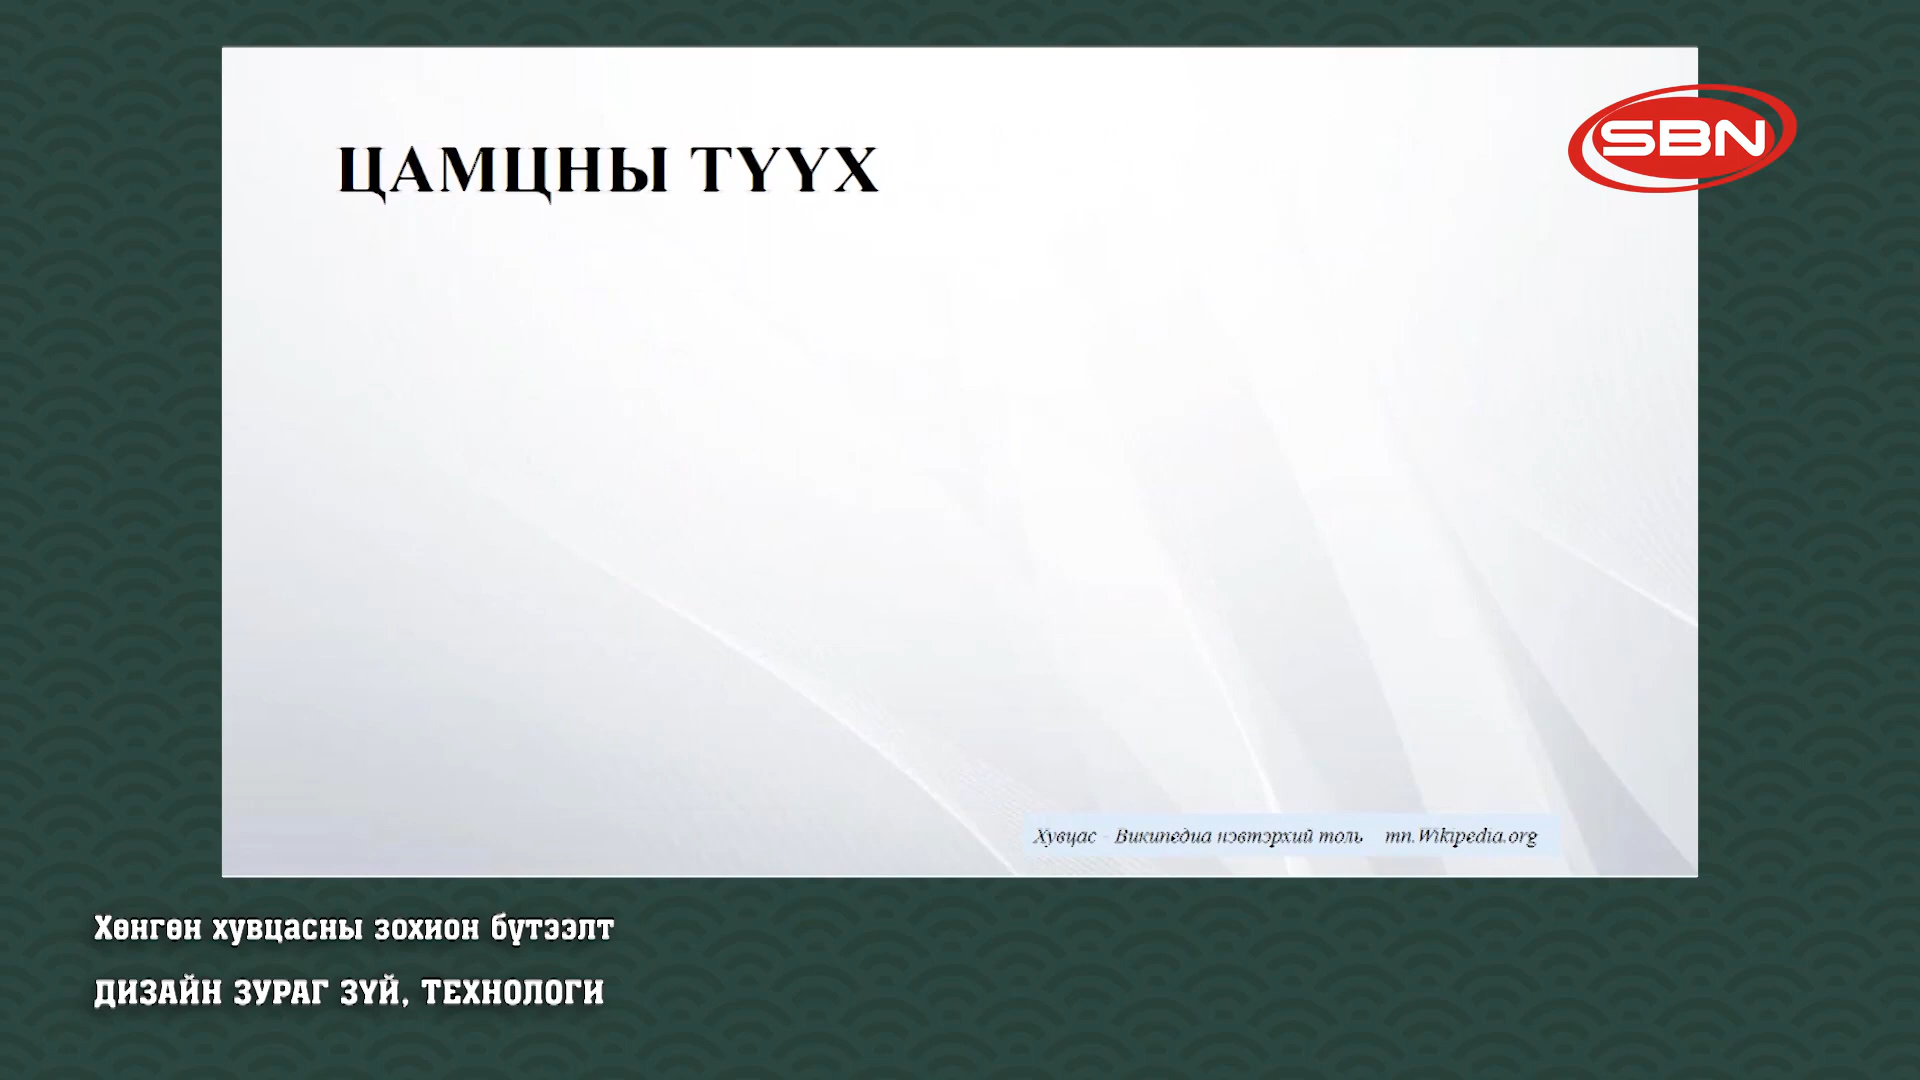 SBN
ЦАМЦНЫ ТҮҮХ
Хувцас - Википедиа нэвтэрхий толь mn.Wikipedia.org
Хөнгөн хувцасны зохион бүтээлт
ДИЗАЙН ЗУРАГ ЗҮЙ, ТЕХНОЛОГИ